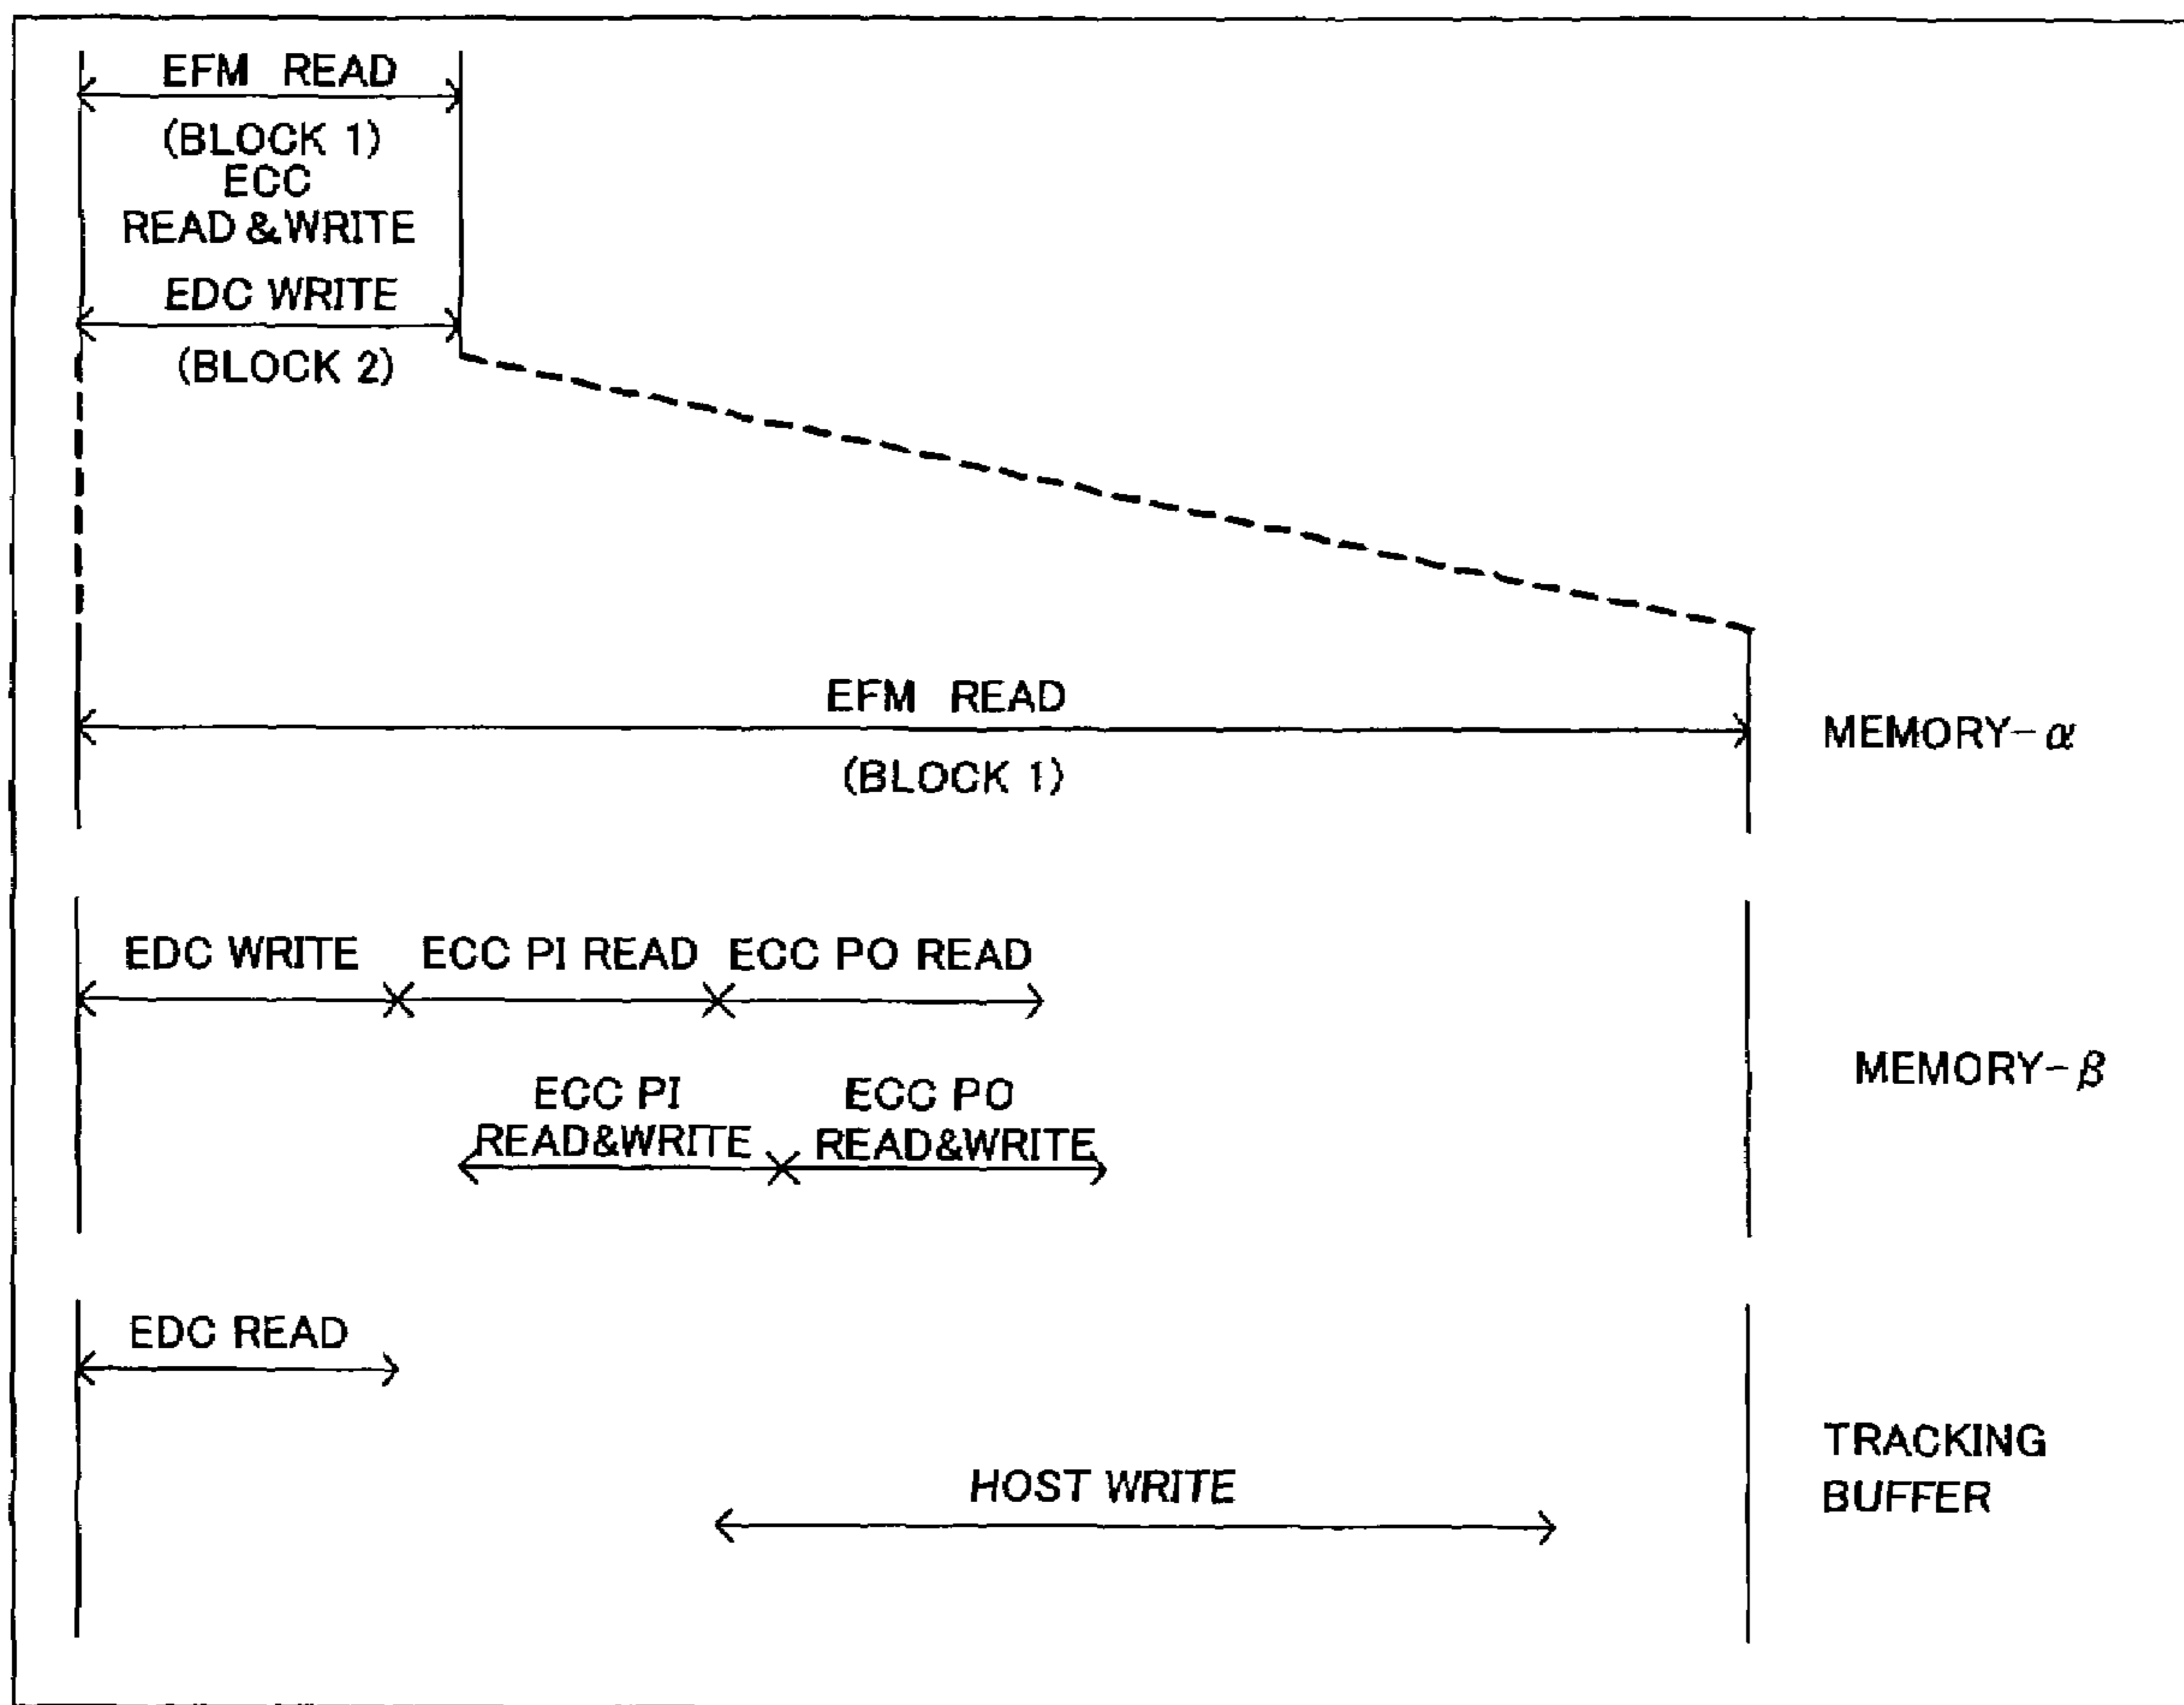 EFM READ
(BLOCK 1)
ECC
READ &WRITE
EDC WRITE
(BLOCK 2)
EFM READ
(BLOCK 1)
MEMORY-α
EDC WRITE
ECC PI READ
ECC PO READ
ECC PI
READ&WRITE
ECC PO
READ&WRITE
MEMORY-β
EDC READ
HOST WRITE
TRACKING
BUFFER